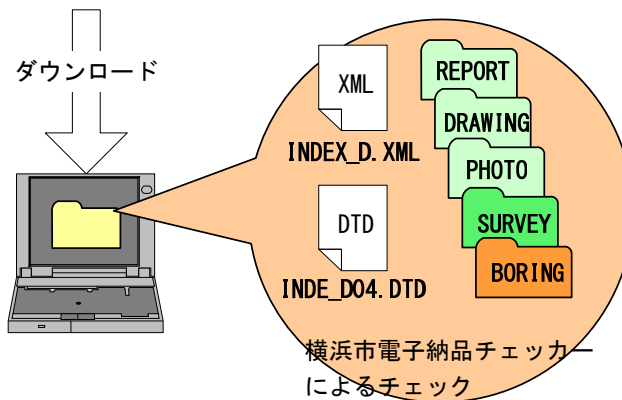 ダウンロード
XML
INDEX_D.XML
DTD
INDE_D04.DTD
REPORT
DRAWING
PHOTO
SURVEY
BORING
横浜市電子納品チェッカー
によるチェック